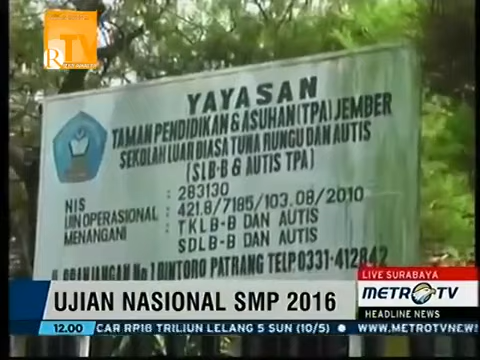 YAYASAN
TAMAN PENDIDIKAN & ASUHAN (TPA) JEMBER
SEKOLAH LUAR BIASA TUNA RUNGU DAN AUTIS
(SLB-B & AUTIS TPA)
NIS : 283130
IJIN OPERASIONAL : 421.8/7185/103.08/2010
MENANGANI : TKLB-B DAN AUTIS
SDLB-B DAN AUTIS
No 1 BINTORO PATRANG TELP. 0331-412842
LIVE SURABAYA
UJIAN NASIONAL SMP 2016
METRO TV
HEADLINE NEWS
12.00
CAR RP18 TRILIUN LELANG 5 SUN (10/5)
WWW.METROTVNEWS